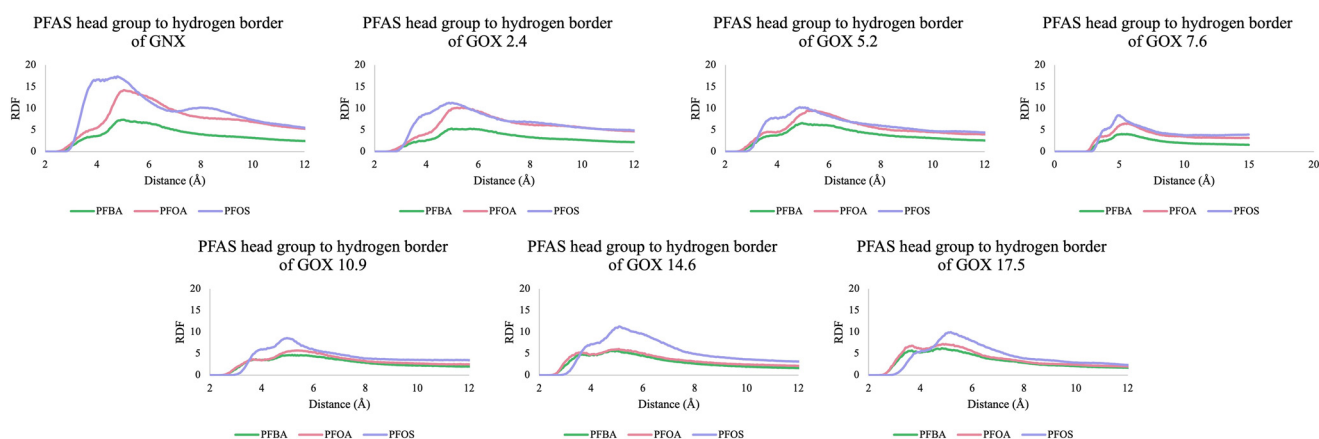 PFAS head group to hydrogen border
of GNX
20
15
10
5
0
RDF
2 4 6 8 10 12
Distance (Å)
PFBA PFOA PFOS
PFAS head group to hydrogen border
of GOX 2.4
20
15
10
5
0
RDF
2 4 6 8 10 12
Distance (Å)
PFBA PFOA PFOS
PFAS head group to hydrogen border
of GOX 5.2
20
15
10
5
0
RDF
2 4 6 8 10 12
Distance (Å)
PFBA PFOA PFOS
PFAS head group to hydrogen border
of GOX 7.6
20
15
10
5
0
RDF
0 5 10 15 20
Distance (Å)
PFBA PFOA PFOS
PFAS head group to hydrogen border
of GOX 10.9
20
15
10
5
0
RDF
2 4 6 8 10 12
Distance (Å)
PFBA PFOA PFOS
PFAS head group to hydrogen border
of GOX 14.6
20
15
10
5
0
RDF
2 4 6 8 10 12
Distance (Å)
PFBA PFOA PFOS
PFAS head group to hydrogen border
of GOX 17.5
20
15
10
5
0
RDF
2 4 6 8 10 12
Distance (Å)
PFBA PFOA PFOS